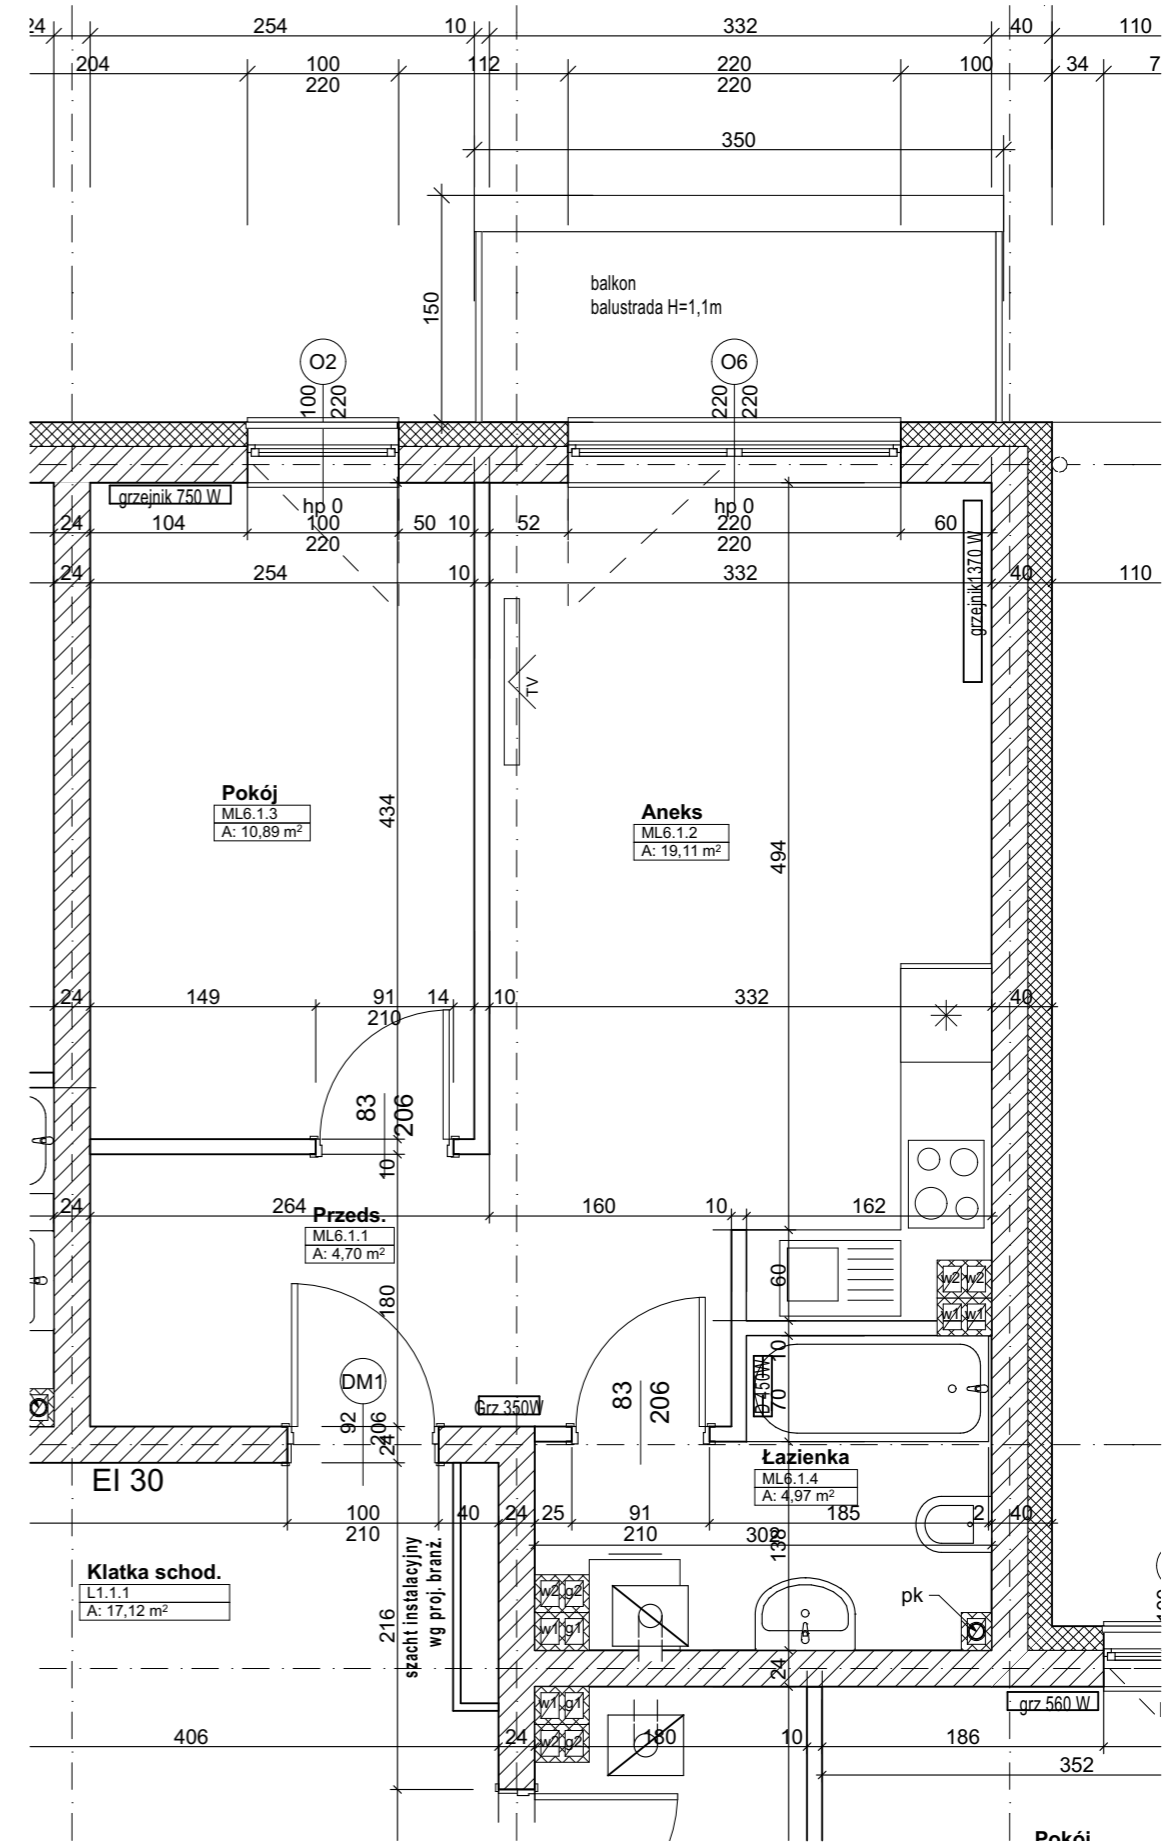 24
254
10
332
40
110
204
100
220
112
220
220
100
34
7
350
150
balkon
balustrada H=1,1m
O2
O6
100
220
220
220
grzejnik 750 W
hp 0
hp 0
24
104
100
220
50
10
52
220
220
60
24
254
10
332
40
110
grzejnik1370 W
TV
Pokój
ML6.1.3
A: 10,89 m²
434
Aneks
ML6.1.2
A: 19,11 m²
494
24
149
91
210
14
10
332
40
83
206
10
24
264
160
10
162
Przeds.
ML6.1.1
A: 4,70 m²
180
60
w2
w2
w1
w1
10
70
D 450W
DM1
92
206
24
Grz 350W
83
206
EI 30
Łazienka
ML6.1.4
A: 4,97 m²
100
210
40
24
25
91
210
185
2
40
302
138
Klatka schod.
L1.1.1
A: 17,12 m²
216
szacht instalacyjny
wg proj. branż.
w2
g2
w1
g1
pk
24
w1
g1
w2
g2
grz 560 W
406
24
180
10
186
352
Pokój